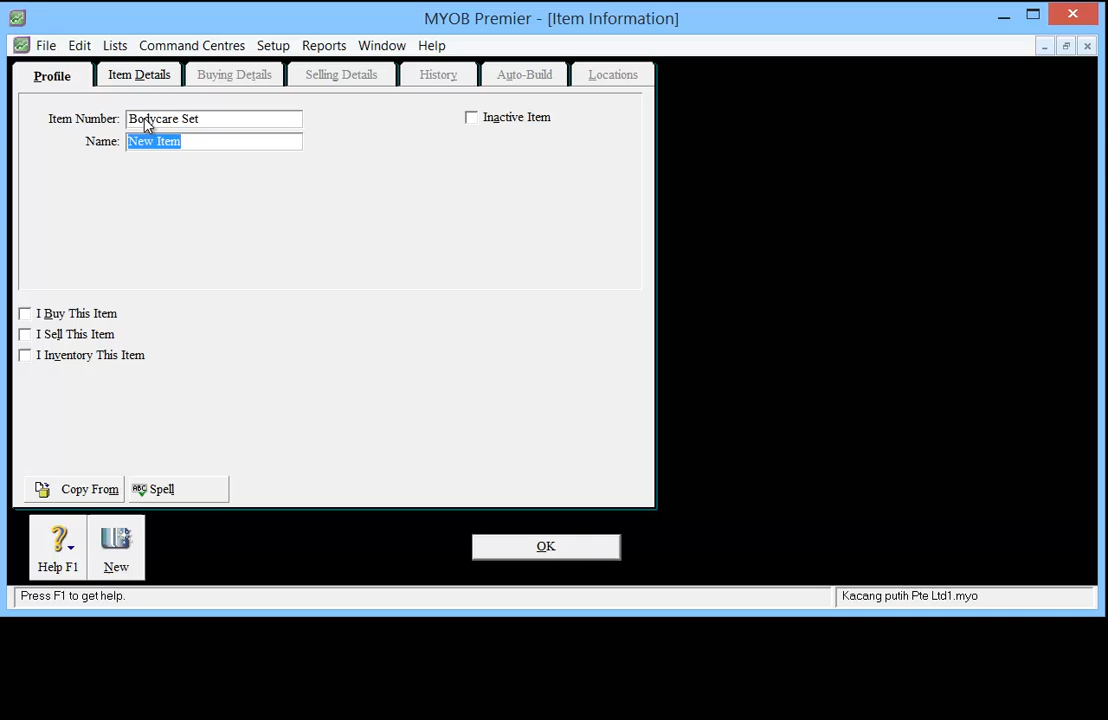 MYOB Premier - [Item Information]
File Edit Lists Command Centres Setup Reports Window Help
Profile Item Details Buying Details Selling Details History Auto-Build Locations
Item Number: Bodycare Set Inactive Item
Name: New Item
I Buy This Item
I Sell This Item
I Inventory This Item
Copy From ABC Spell
OK
Help F1 New
Press F1 to get help. Kacang putih Pte Ltd1.myo